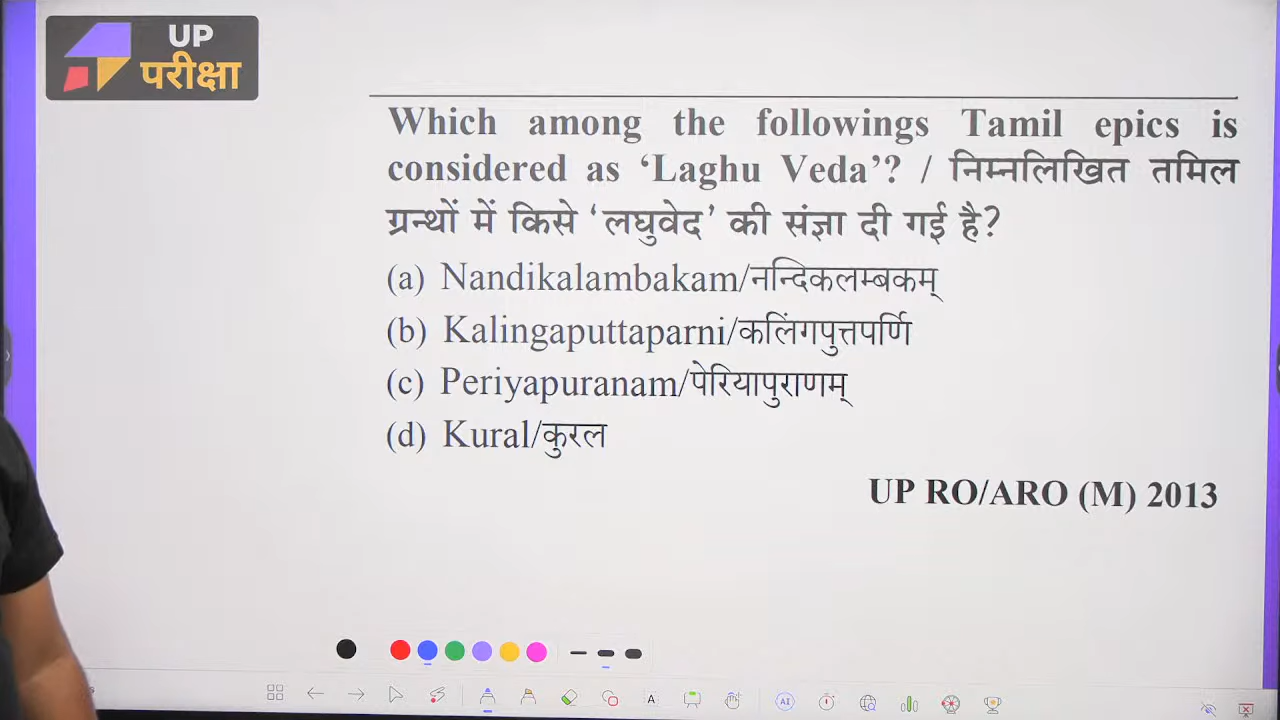 UP
परीक्षा
Which among the followings Tamil epics is
considered as ‘Laghu Veda’? / निम्नलिखित तमिल
ग्रन्थों में किसे ‘लघुवेद’ की संज्ञा दी गई है?
(a) Nandikalambakam/नन्दिकलम्बकम्
(b) Kalingaputtaparni/कलिंगपुत्तपर्णि
(c) Periyapuranam/पेरियापुराणम्
(d) Kural/कुरल
UP RO/ARO (M) 2013
A
AI